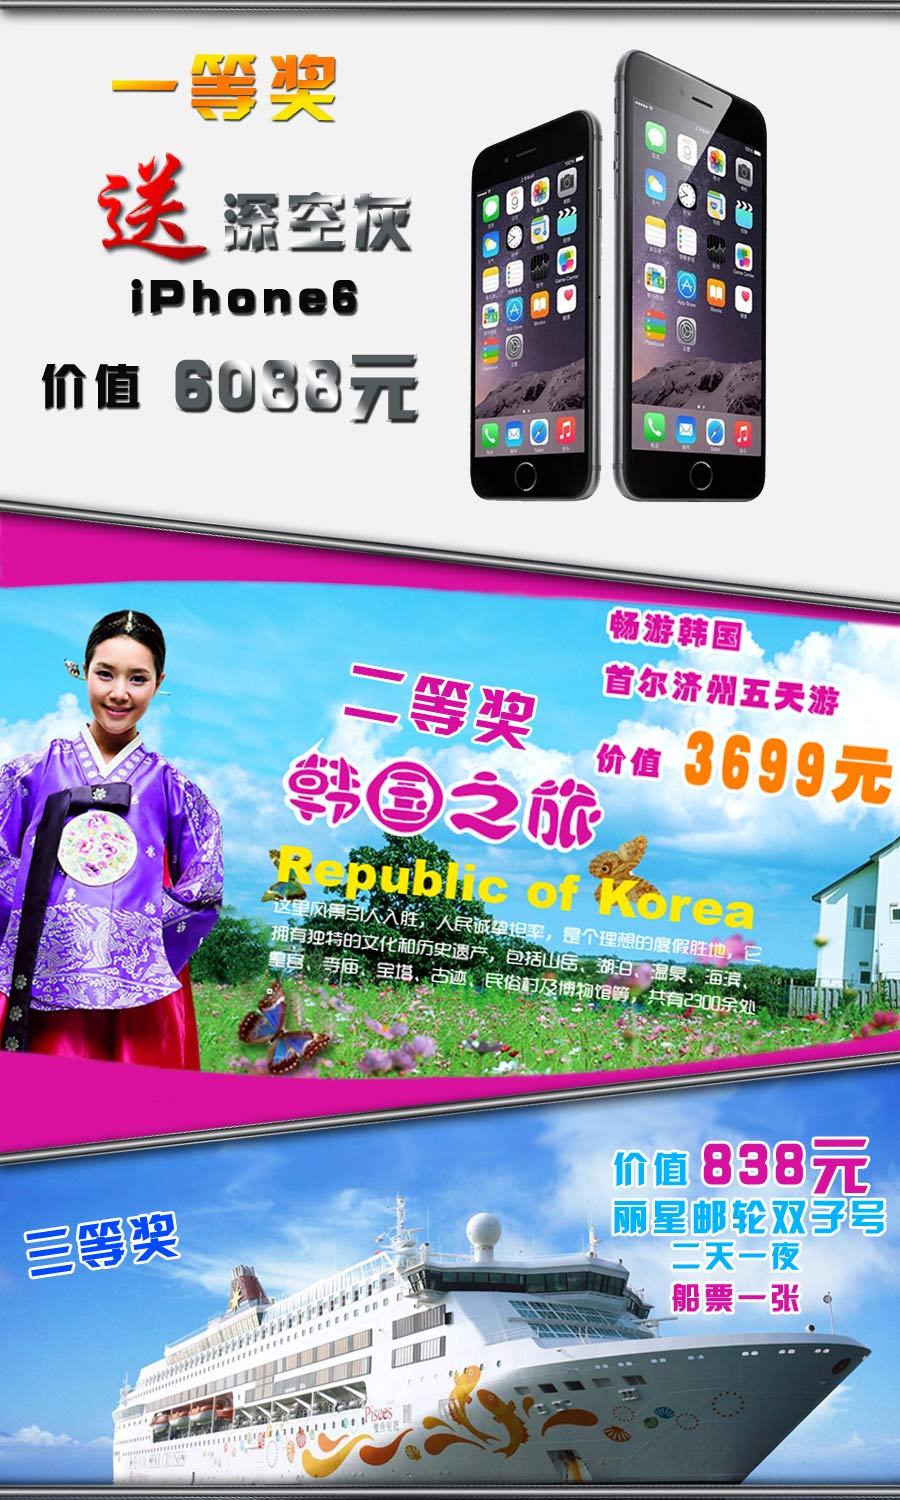 一等奖
送 深空灰
iPhone6
价值 6088元
畅游韩国
首尔济州五天游
价值 3699元
二等奖
韩国之旅
Republic of Korea
这里风景引人入胜，人民诚挚坦率，是个理想的度假胜地，它
拥有独特的文化和历史遗产，包括山岳、湖泊、温泉、海滨、
皇宫、寺庙、宝塔、古迹、民俗村及博物馆等，共有2300余处
。
价值 838元
丽星邮轮双子号
二天一夜
船票一张
三等奖
Pisces